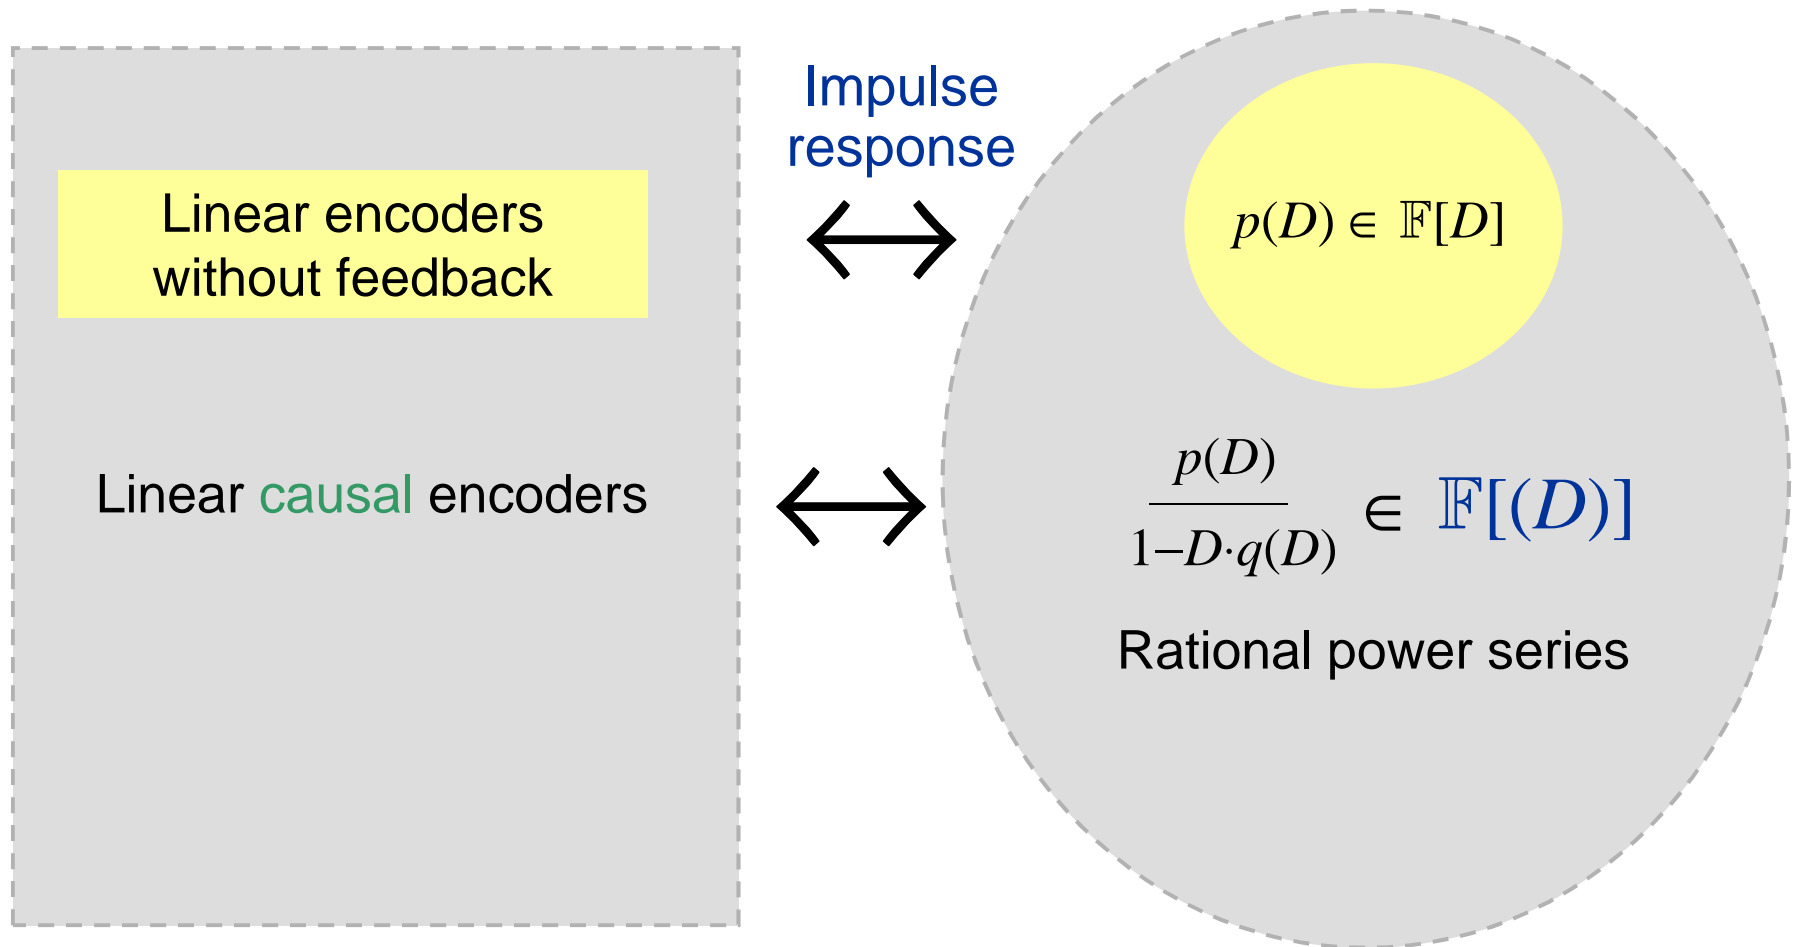 Impulse
response
Linear encoders
without feedback
p(D) ∈ 𝔽[D]
Linear causal encoders
p(D)
1–D·q(D)
∈ 𝔽[(D)]
Rational power series